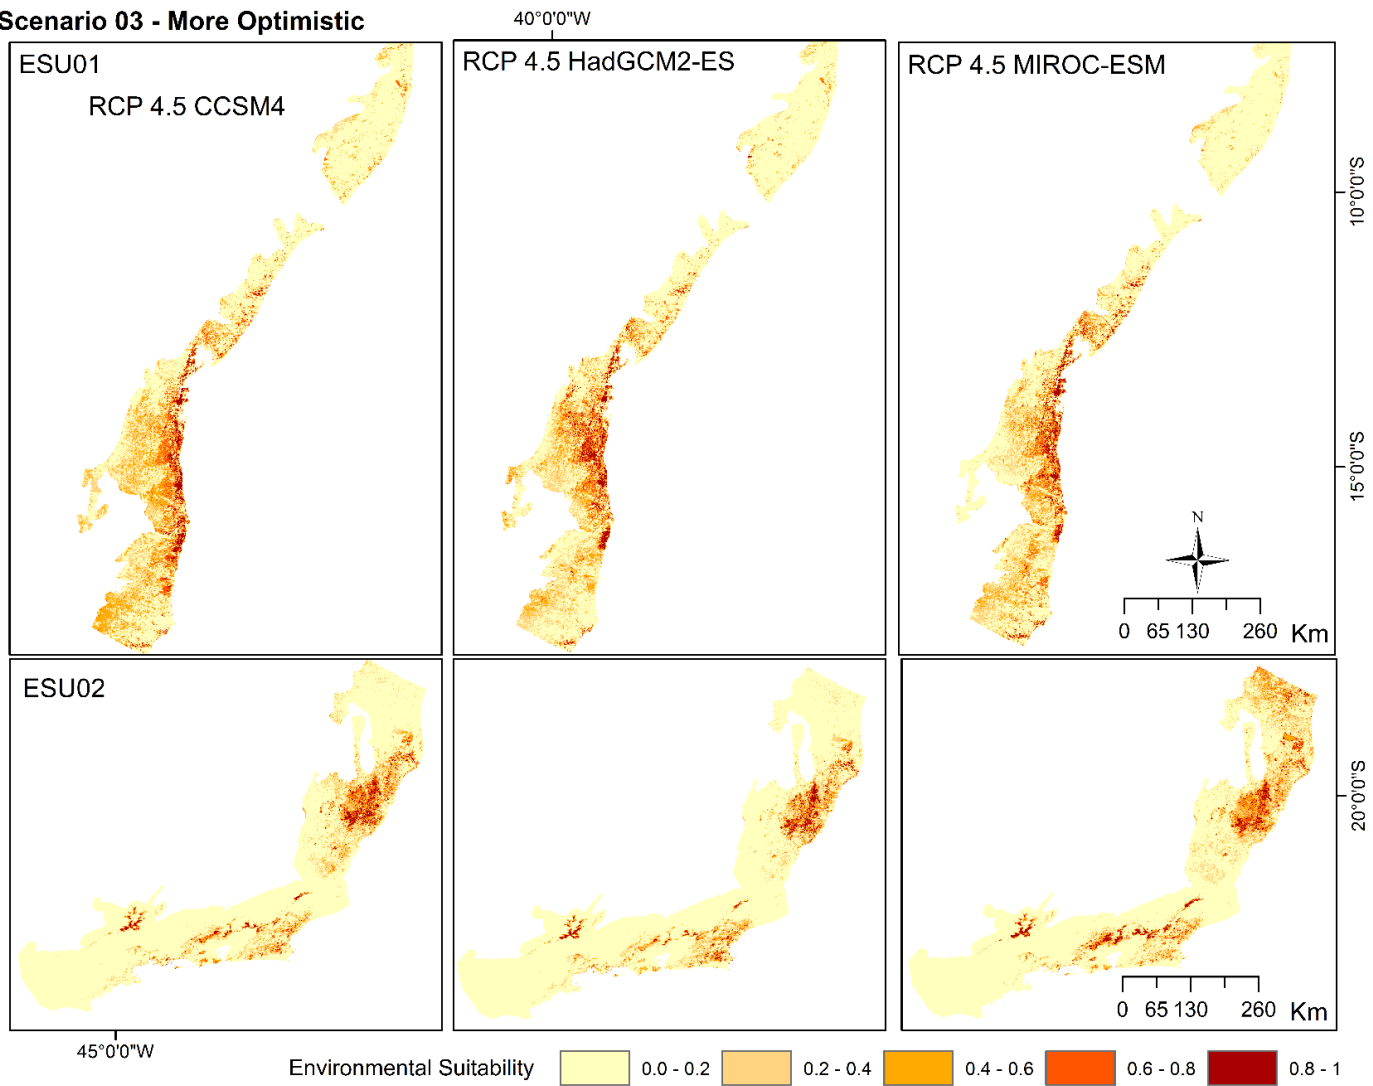 Scenario 03 - More Optimistic
40°0'0"W
ESU01
RCP 4.5 CCSM4
RCP 4.5 HadGCM2-ES
RCP 4.5 MIROC-ESM
10°0'0"S
15°0'0"S
N
0 65 130 260 Km
ESU02
20°0'0"S
0 65 130 260 Km
45°0'0"W
Environmental Suitability 0.0 - 0.2 0.2 - 0.4 0.4 - 0.6 0.6 - 0.8 0.8 - 1